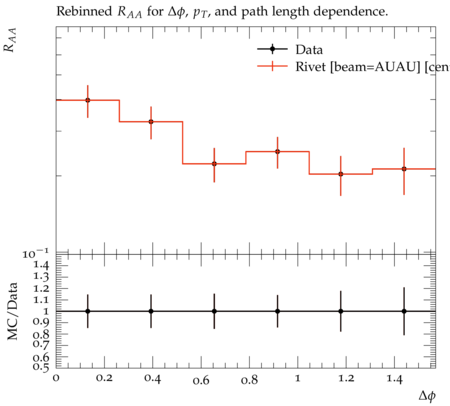 Rebinned R_AA for Δϕ, p_T, and path length dependence.
R_AA
Data
Rivet [beam=AUAU] [cen
10⁻¹
MC/Data
1.4
1.3
1.2
1.1
1
0.9
0.8
0.7
0.6
0.5
0 0.2 0.4 0.6 0.8 1 1.2 1.4
Δϕ